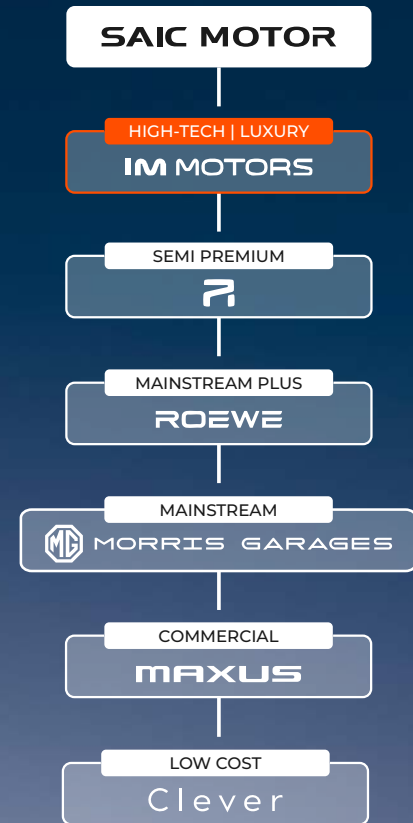 SAIC MOTOR
HIGH-TECH | LUXURY
IM MOTORS
SEMI PREMIUM
R
MAINSTREAM PLUS
ROEWE
MAINSTREAM
MG MORRIS GARAGES
COMMERCIAL
MAXUS
LOW COST
Clever